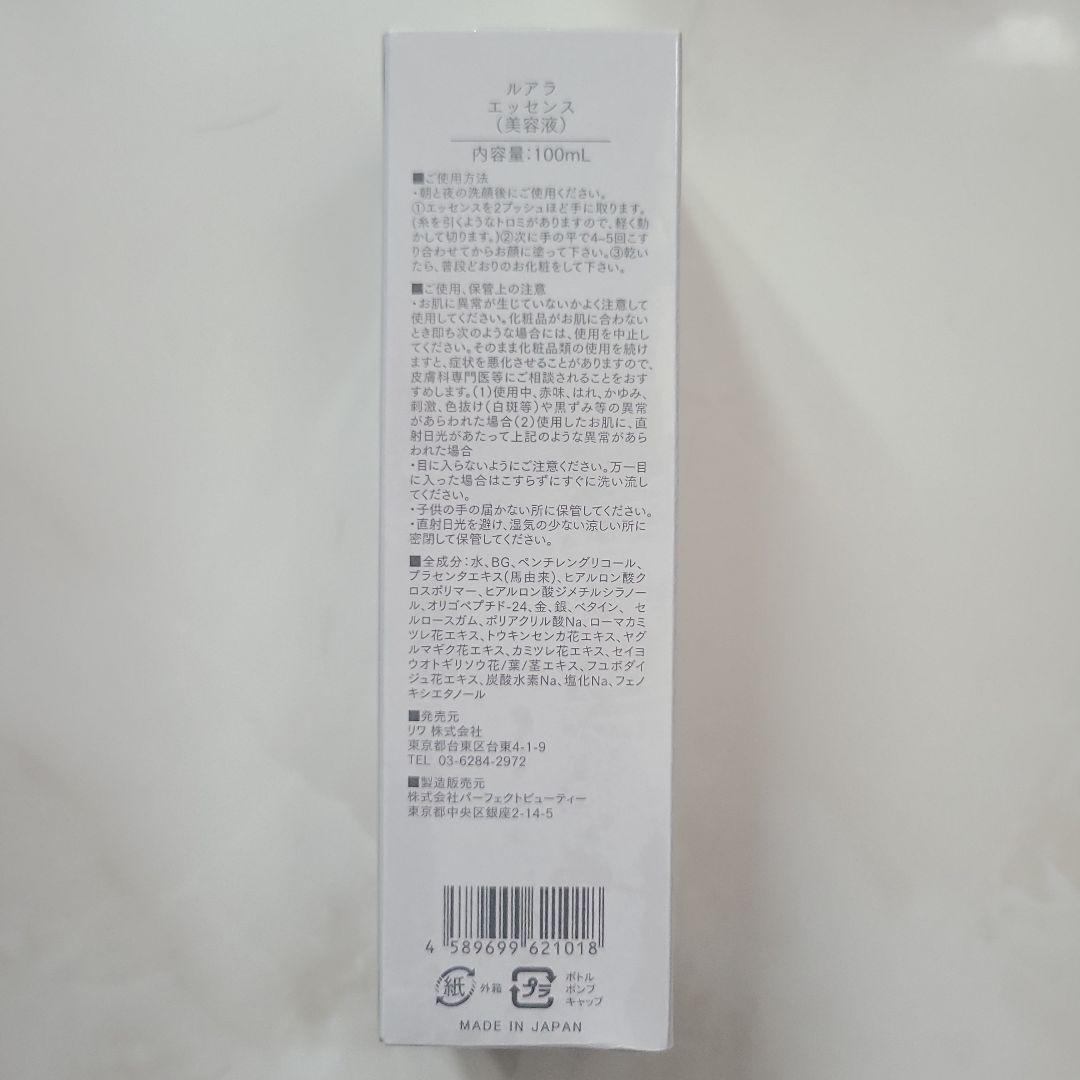 ルアラ
エッセンス
（美容液）
内容量：100mL
■ご使用方法
・朝と夜の洗顔後にご使用ください。
①エッセンスを2プッシュほど手に取ります。
(糸を引くようなトロミがありますので、軽く動
かして切ります。)②次に手の平で4–5回こす
り合わせてからお顔に塗って下さい。③乾い
たら、普段どおりのお化粧をして下さい。
■ご使用、保管上の注意
・お肌に異常が生じていないかよく注意して
使用してください。化粧品がお肌に合わない
とき即ち次のような場合には、使用を中止し
てください。そのまま化粧品類の使用を続け
ますと、症状を悪化させることがありますので、
皮膚科専門医等にご相談されることをおす
すめします。(1)使用中、赤味、はれ、かゆみ、
刺激、色抜け(白斑等)や黒ずみ等の異常
があらわれた場合(2)使用したお肌に、直
射日光があたって上記のような異常があら
われた場合
・目に入らないようにご注意ください。万一目
に入った場合はこすらずにすぐに洗い流し
てください。
・子供の手の届かない所に保管してください。
・直射日光を避け、湿気の少ない涼しい所に
密閉して保管してください。
■全成分：水、BG、ペンチレングリコール、
プラセンタエキス(馬由来)、ヒアルロン酸ク
ロスポリマー、ヒアルロン酸ジメチルシラノー
ル、オリゴペプチド-24、金、銀、ベタイン、 セ
ルロースガム、ポリアクリル酸Na、ローマカミ
ツレ花エキス、トウキンセンカ花エキス、ヤグ
ルマギク花エキス、カミツレ花エキス、セイヨ
ウオトギリソウ花/葉/茎エキス、フユボダイ
ジュ花エキス、炭酸水素Na、塩化Na、フェノ
キシエタノール
■発売元
リワ 株式会社
東京都台東区台東4-1-9
TEL 03-6284-2972
■製造販売元
株式会社パーフェクトビューティー
東京都中央区銀座2-14-5
4 589699 621018
紙 外箱 プラ ボトル
ポンプ
キャップ
MADE IN JAPAN